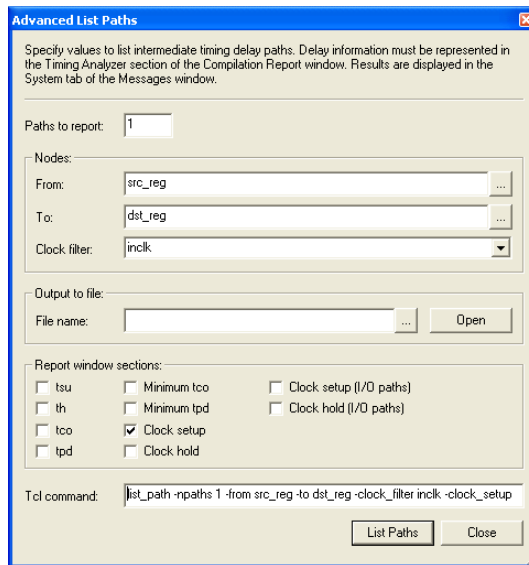 Advanced List Paths
Specify values to list intermediate timing delay paths. Delay information must be represented in
the Timing Analyzer section of the Compilation Report window. Results are displayed in the
System tab of the Messages window.
Paths to report: 1
Nodes:
From: src_reg ...
To: dst_reg ...
Clock filter: inclk
Output to file:
File name: ... Open
Report window sections:
tsu Minimum tco Clock setup (I/O paths)
th Minimum tpd Clock hold (I/O paths)
tco Clock setup
tpd Clock hold
Tcl command: list_path -npaths 1 -from src_reg -to dst_reg -clock_filter inclk -clock_setup
List Paths Close